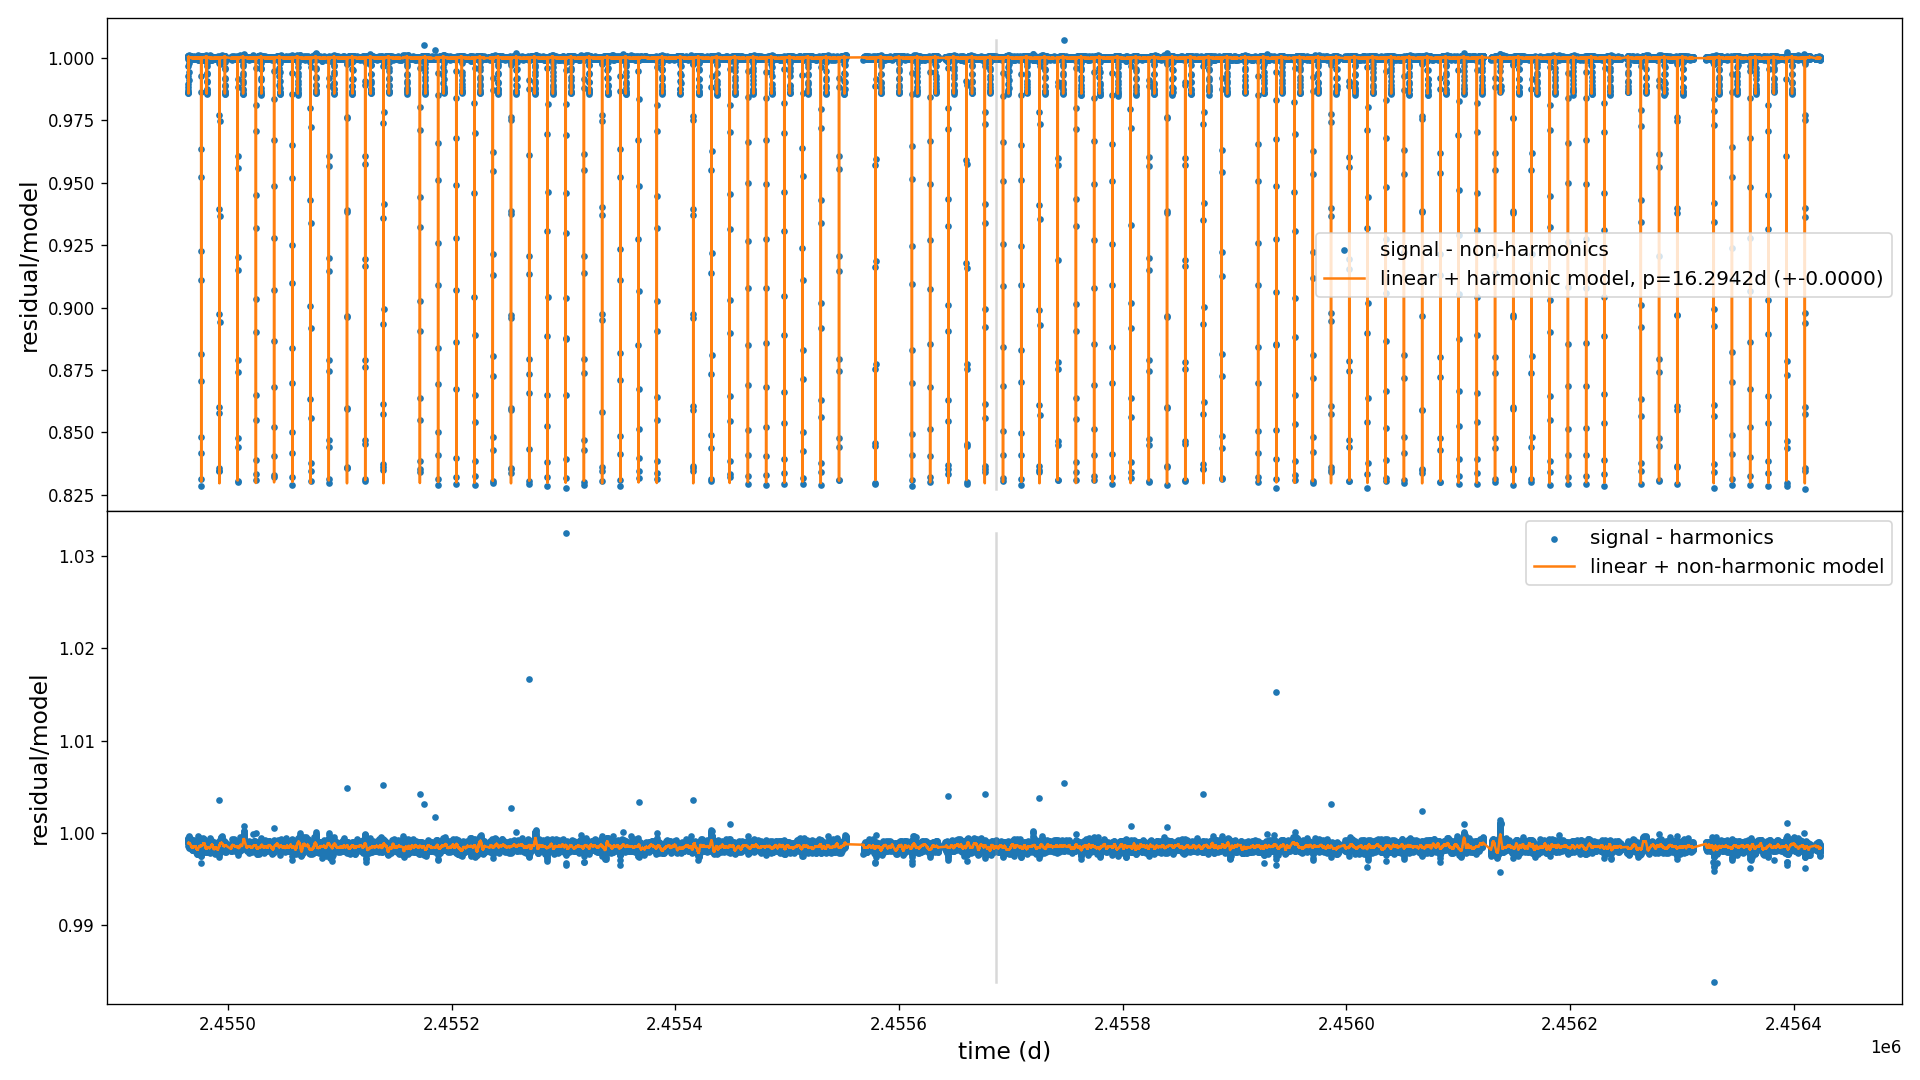 1.000
0.975
0.950
0.925
0.900
0.875
0.850
0.825
residual/model
signal - non-harmonics
linear + harmonic model, p=16.2942d (+-0.0000)
1.03
1.02
1.01
1.00
0.99
residual/model
signal - harmonics
linear + non-harmonic model
2.4550
2.4552
2.4554
2.4556
2.4558
2.4560
2.4562
2.4564
1e6
time (d)